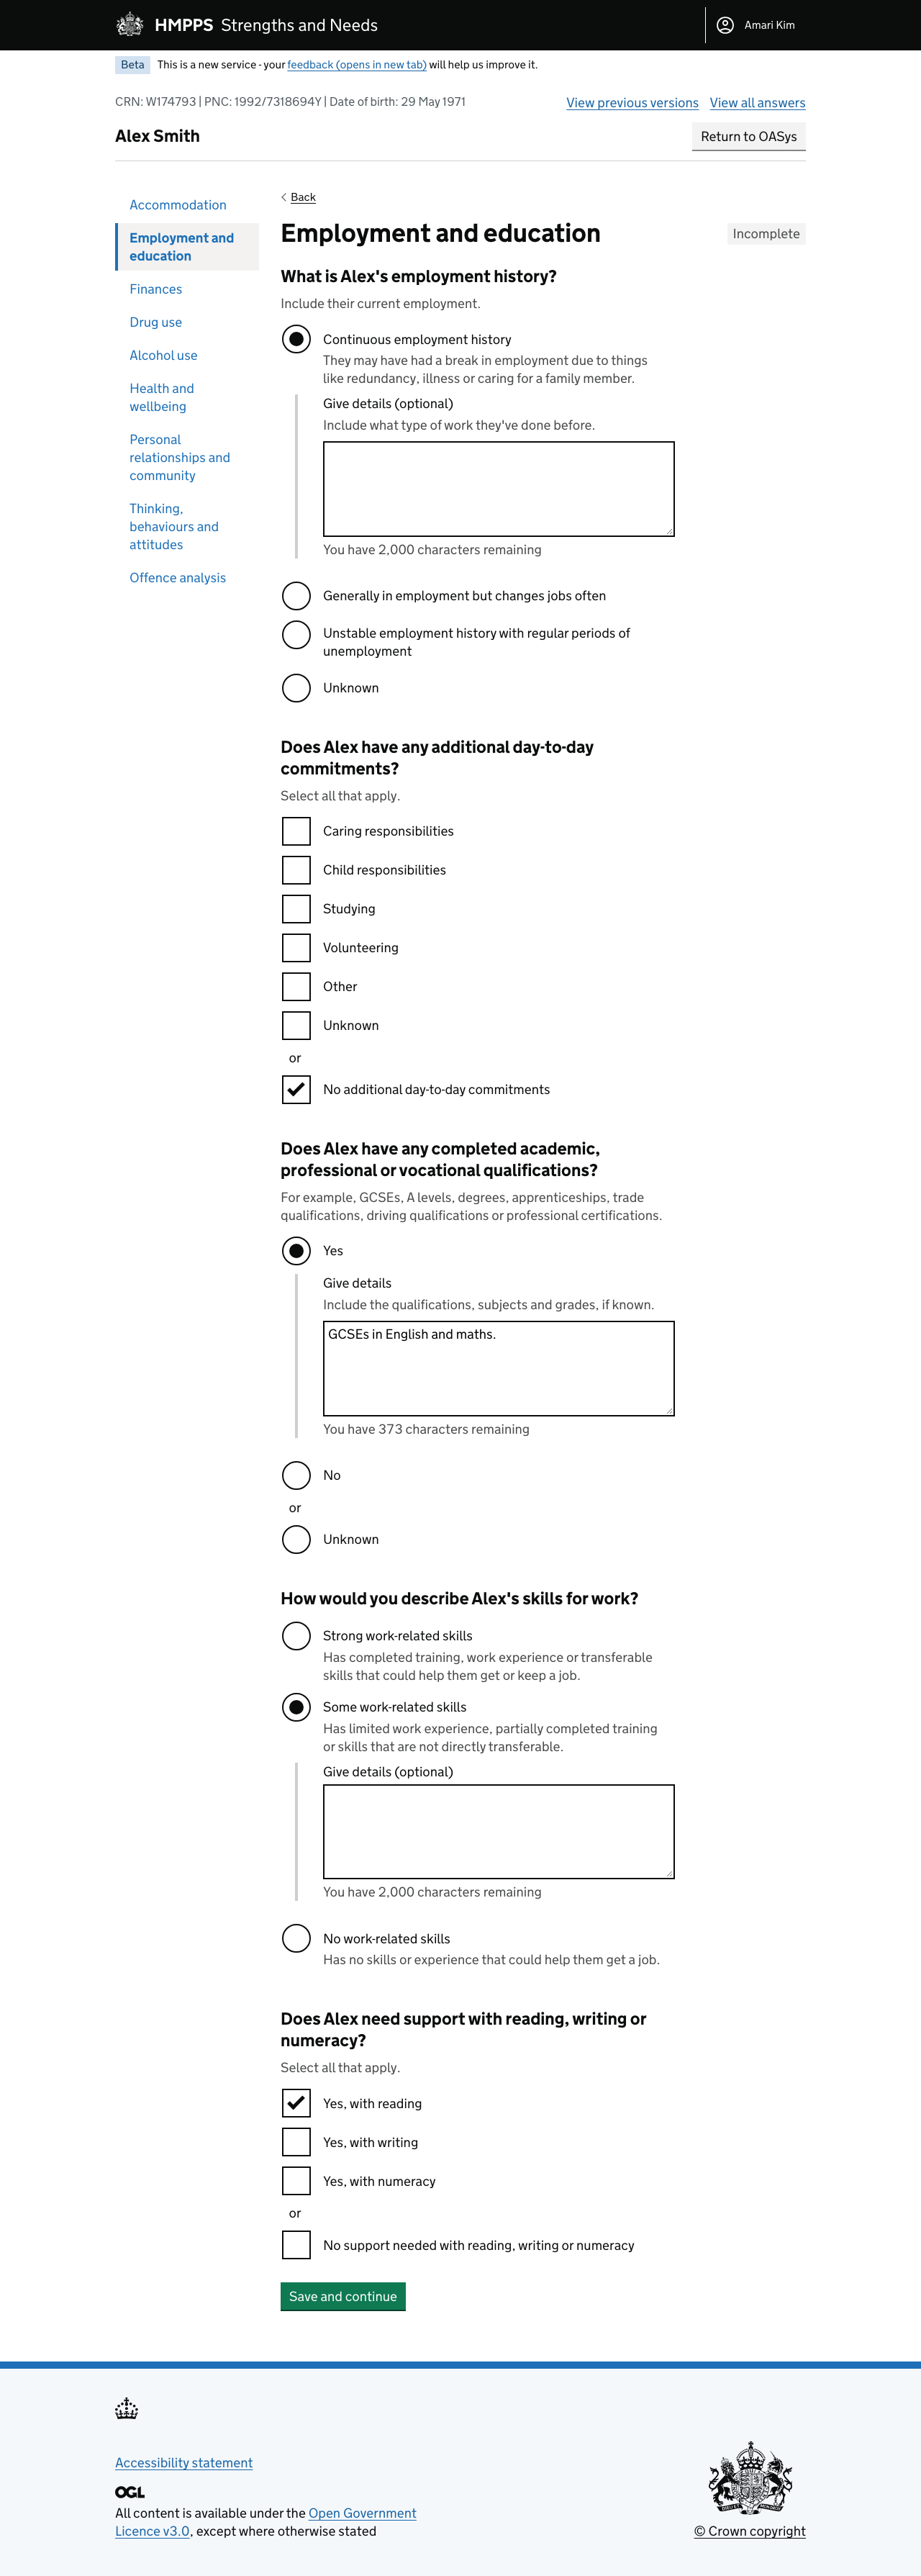 HMPPS Strengths and Needs
Amari Kim
Beta This is a new service - your feedback (opens in new tab) will help us improve it.
CRN: W174793 | PNC: 1992/7318694Y | Date of birth: 29 May 1971
View previous versions View all answers
Alex Smith
Return to OASys
Accommodation
Employment and
education
Finances
Drug use
Alcohol use
Health and
wellbeing
Personal
relationships and
community
Thinking,
behaviours and
attitudes
Offence analysis
Back
Employment and education
Incomplete
What is Alex's employment history?
Include their current employment.
Continuous employment history
They may have had a break in employment due to things
like redundancy, illness or caring for a family member.
Give details (optional)
Include what type of work they've done before.
You have 2,000 characters remaining
Generally in employment but changes jobs often
Unstable employment history with regular periods of
unemployment
Unknown
Does Alex have any additional day-to-day
commitments?
Select all that apply.
Caring responsibilities
Child responsibilities
Studying
Volunteering
Other
Unknown
or
No additional day-to-day commitments
Does Alex have any completed academic,
professional or vocational qualifications?
For example, GCSEs, A levels, degrees, apprenticeships, trade
qualifications, driving qualifications or professional certifications.
Yes
Give details
Include the qualifications, subjects and grades, if known.
GCSEs in English and maths.
You have 373 characters remaining
No
or
Unknown
How would you describe Alex's skills for work?
Strong work-related skills
Has completed training, work experience or transferable
skills that could help them get or keep a job.
Some work-related skills
Has limited work experience, partially completed training
or skills that are not directly transferable.
Give details (optional)
You have 2,000 characters remaining
No work-related skills
Has no skills or experience that could help them get a job.
Does Alex need support with reading, writing or
numeracy?
Select all that apply.
Yes, with reading
Yes, with writing
Yes, with numeracy
or
No support needed with reading, writing or numeracy
Save and continue
Accessibility statement
OGL
All content is available under the Open Government
Licence v3.0, except where otherwise stated
© Crown copyright